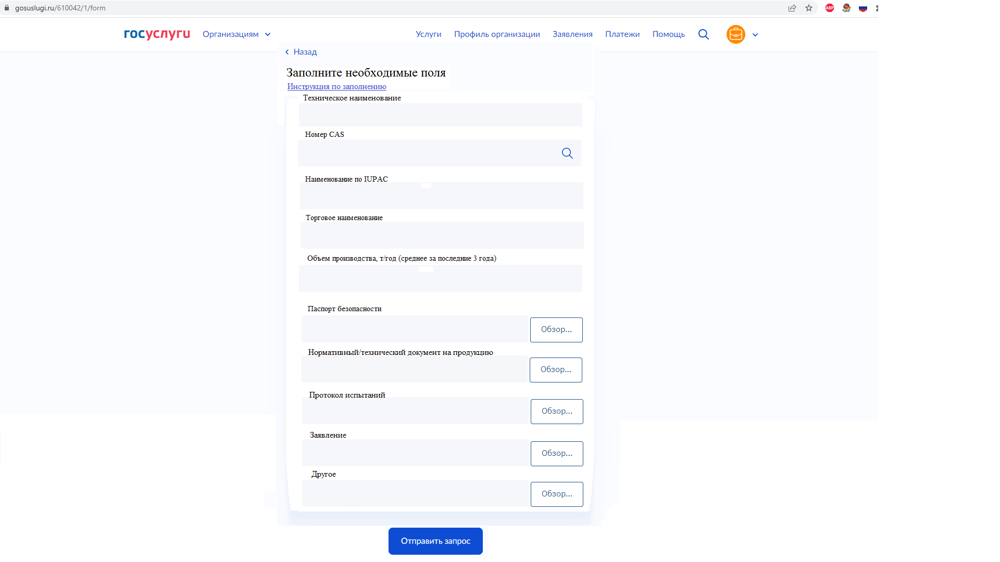 gosuslugi.ru/610042/1/form
ABP
госуслуги
Организациям
Услуги
Профиль организации
Заявления
Платежи
Помощь
Назад
Заполните необходимые поля
Инструкция по заполнению
Техническое наименование
Номер CAS
Наименование по IUPAC
Торговое наименование
Объем производства, т/год (среднее за последние 3 года)
Паспорт безопасности
Обзор...
Нормативный/технический документ на продукцию
Обзор...
Протокол испытаний
Обзор...
Заявление
Обзор...
Другое
Обзор...
Отправить запрос